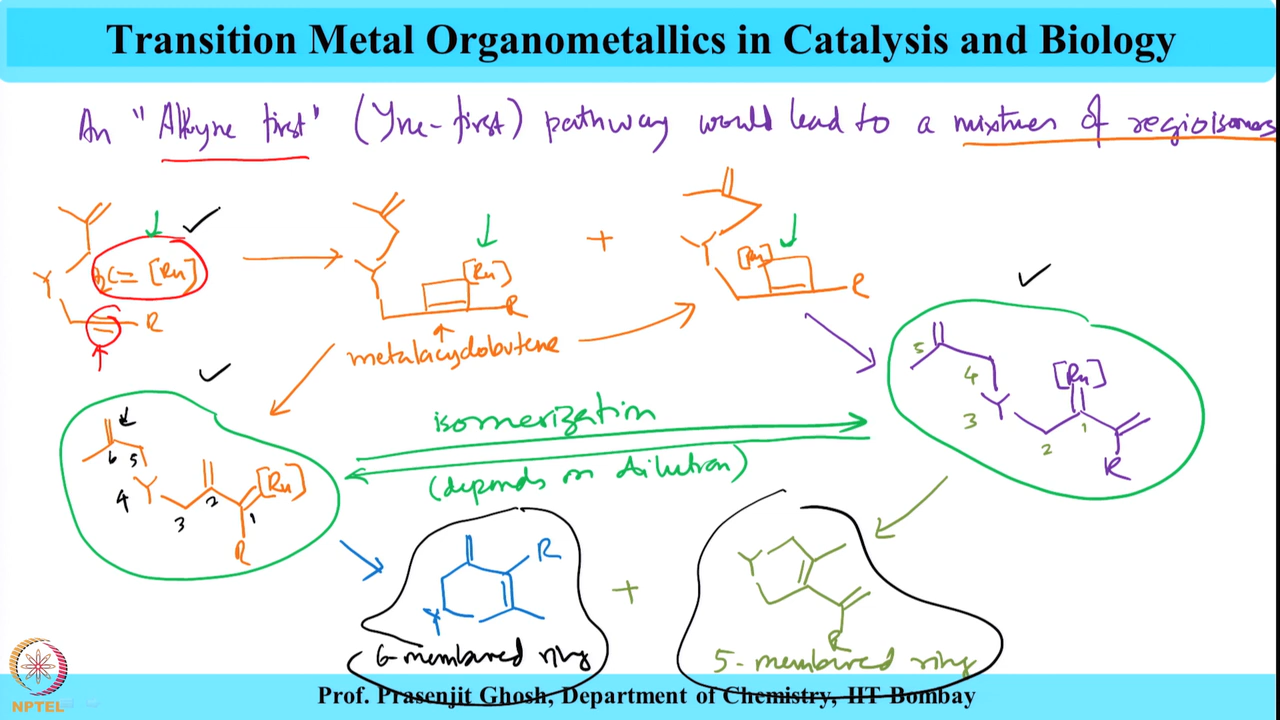 Transition Metal Organometallics in Catalysis and Biology
An "Alkyne first" (Yne-first) pathway would lead to a mixture of regioisomers
Y
H2C= [Ru]
R
Y
[Ru]
R
+
Y
[Ru]
R
metalacyclobutene
6
5
4 Y
3
2
1
[Ru]
R
isomerization
(depends on dilution)
5
4
3 Y
2
1
[Ru]
R
Y
R
6-membered ring
+
Y
R
5-membered ring
NPTEL
Prof. Prasenjit Ghosh, Department of Chemistry, IIT Bombay